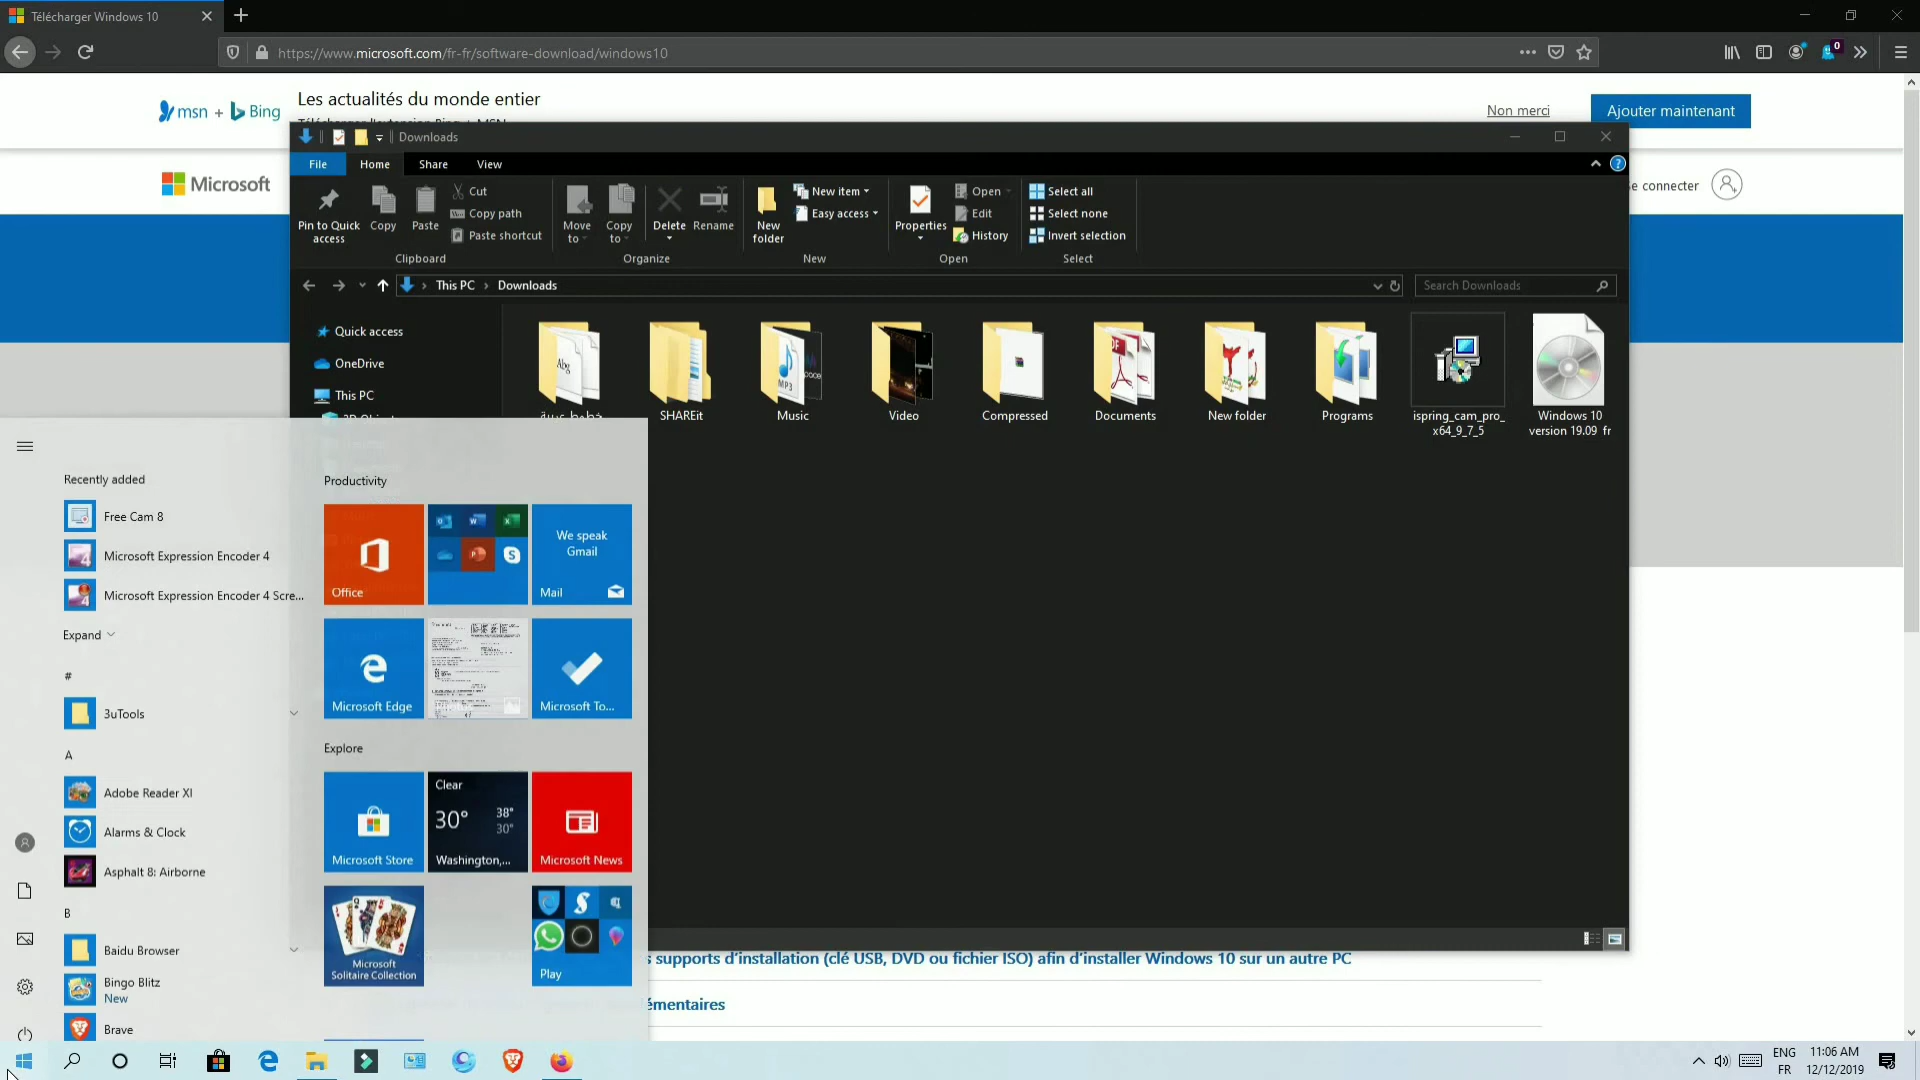 Télécharger Windows 10
https://www.microsoft.com/fr-fr/software-download/windows10
0
msn + Bing
Les actualités du monde entier
Non merci
Ajouter maintenant
Microsoft
Se connecter
Downloads
File Home Share View
Pin to Quick access
Copy
Paste
Cut
Copy path
Paste shortcut
Clipboard
Move to
Copy to
Delete
Rename
Organize
New folder
New item
Easy access
New
Properties
Open
Edit
History
Open
Select all
Select none
Invert selection
Select
This PC > Downloads
Search Downloads
Quick access
OneDrive
This PC
Abg
SHAREit
MP3
Music
Video
Compressed
Documents
New folder
Programs
ispring_cam_pro_
x64_9_7_5
Windows 10
version 19.09 fr
Recently added
Free Cam 8
Microsoft Expression Encoder 4
Microsoft Expression Encoder 4 Scre...
Expand
#
3uTools
A
Adobe Reader XI
Alarms & Clock
Asphalt 8: Airborne
B
Baidu Browser
Bingo Blitz
New
Brave
Productivity
Office
We speak
Gmail
Mail
Microsoft Edge
Microsoft To...
Explore
Microsoft Store
Clear
30° 38°
30°
Washington,...
Microsoft News
Microsoft
Solitaire Collection
Play
supports d'installation (clé USB, DVD ou fichier ISO) afin d'installer Windows 10 sur un autre PC
émentaires
ENG
FR
11:06 AM
12/12/2019